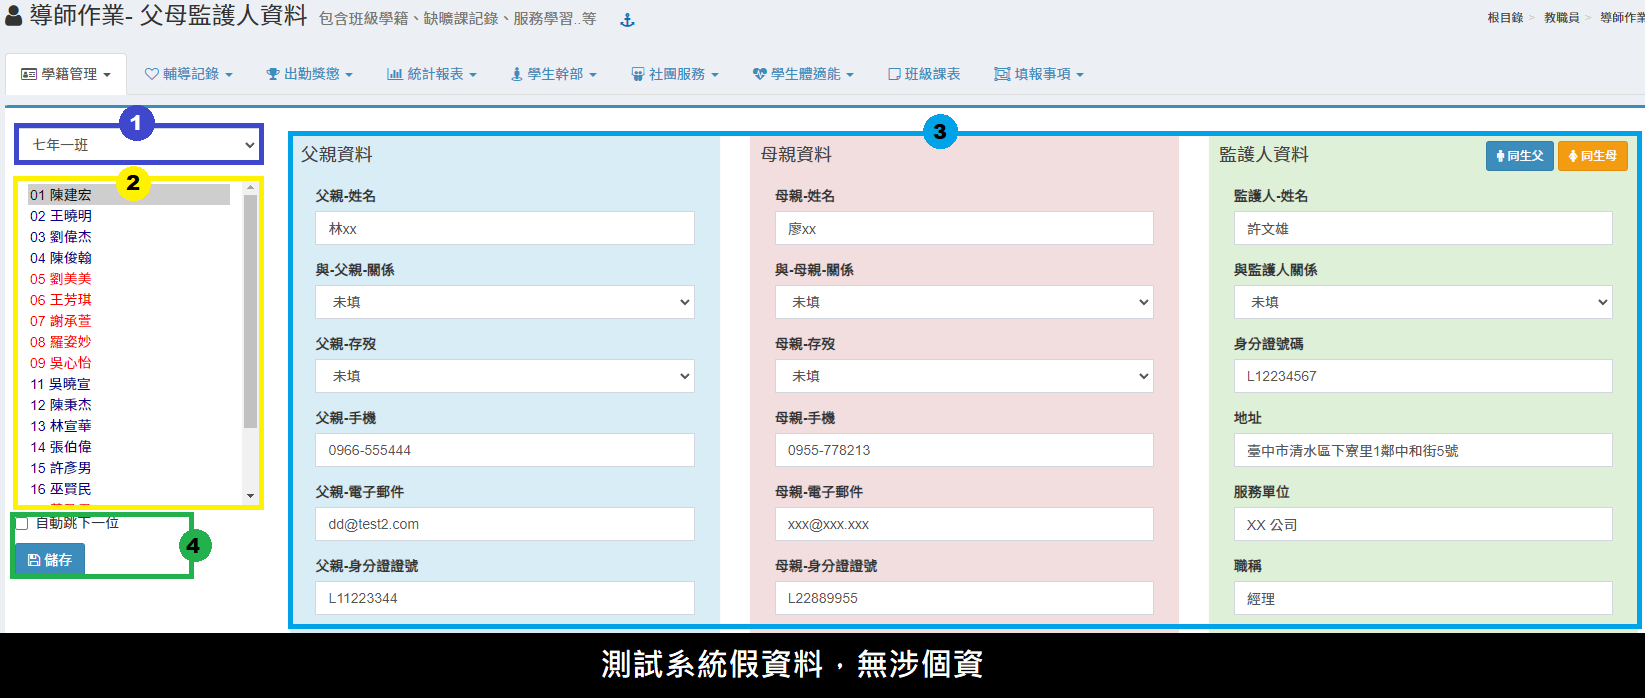 導師作業- 父母監護人資料 包含班級學籍、缺曠課記錄、服務學習..等
根目錄 > 教職員 > 導師作業
學籍管理 輔導記錄 出勤獎懲 統計報表 學生幹部 社團服務 學生體適能 班級課表 填報事項
1
七年一班
2
01 陳建宏
02 王曉明
03 劉偉杰
04 陳俊翰
05 劉美美
06 王芳琪
07 謝承萱
08 羅姿妙
09 吳心怡
11 吳曉宣
12 陳秉杰
13 林宣華
14 張伯偉
15 許彥男
16 巫賢民
自動跳下一位
4
儲存
3
父親資料
父親-姓名
林xx
與-父親-關係
未填
父親-存歿
未填
父親-手機
0966-555444
父親-電子郵件
dd@test2.com
父親-身分證證號
L11223344
母親資料
母親-姓名
廖xx
與-母親-關係
未填
母親-存歿
未填
母親-手機
0955-778213
母親-電子郵件
xxx@xxx.xxx
母親-身分證證號
L22889955
監護人資料
同生父 同生母
監護人-姓名
許文雄
與監護人關係
未填
身分證號碼
L12234567
地址
臺中市清水區下寮里1鄰中和街5號
服務單位
XX 公司
職稱
經理
測試系統假資料，無涉個資